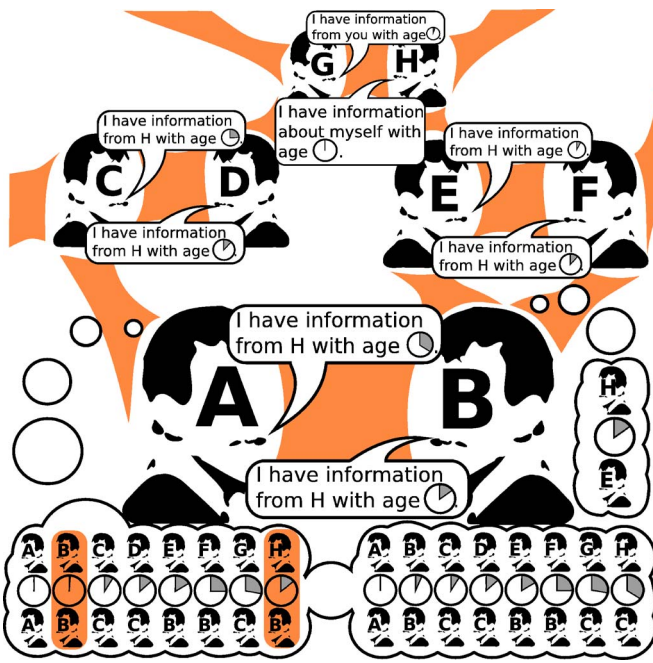 I have information
from you with age .
G H
I have information
about myself with
age .
I have information
from H with age .
C D
I have information
from H with age .
I have information
from H with age .
E F
I have information
from H with age .
I have information
from H with age .
A B
I have information
from H with age .
H
E
A B C D E F G H
A B C B C B C B
A B C D E F G H
A C C B C B B C